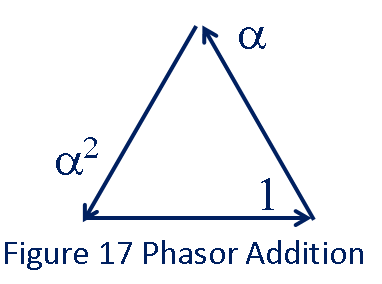 α
α²
1
Figure 17 Phasor Addition